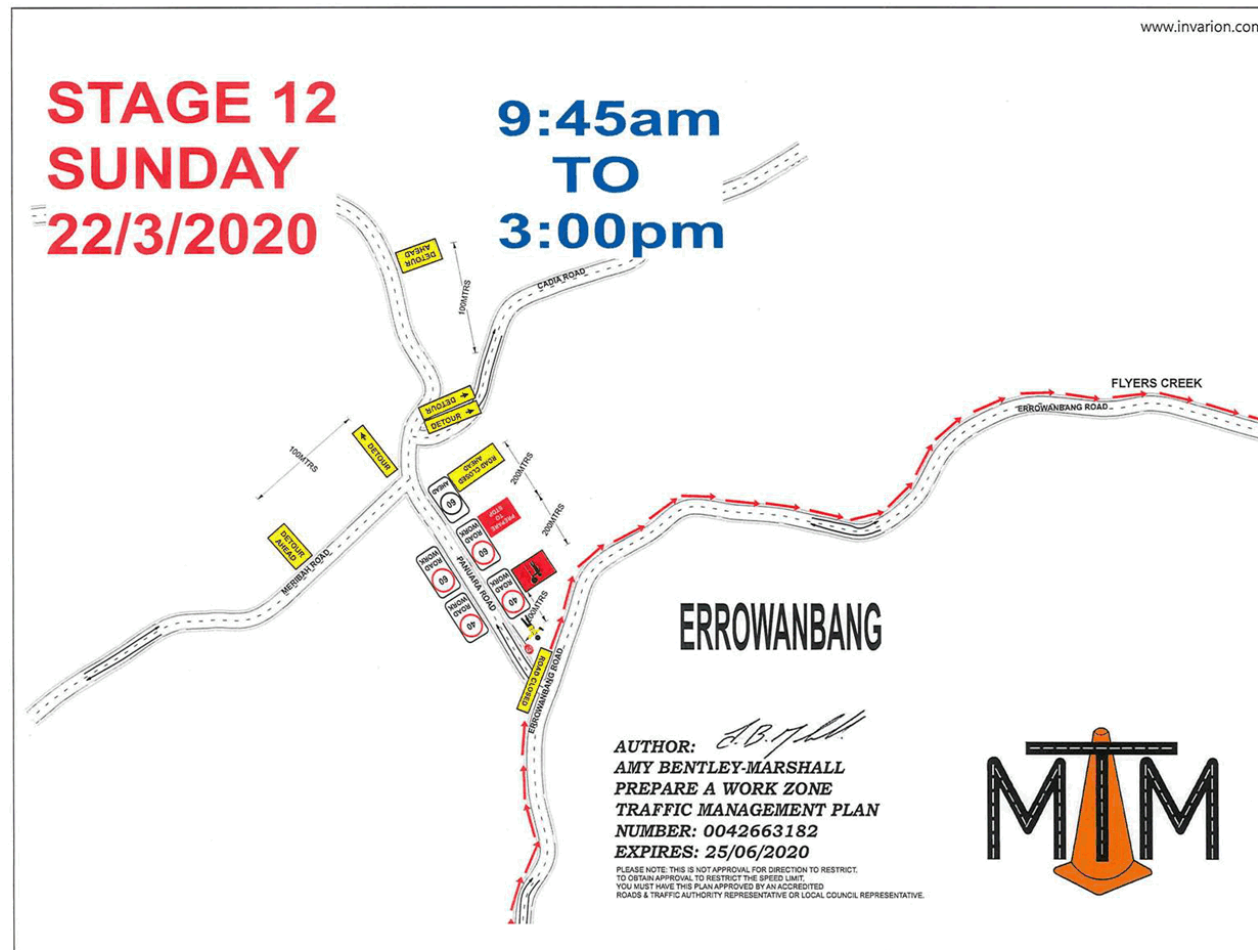 www.invarion.com
STAGE 12
SUNDAY
22/3/2020
9:45am
TO
3:00pm
DETOUR
AHEAD
100MTRS
CADIA ROAD
DETOUR
DETOUR
FLYERS CREEK
ERROWANBANG ROAD
100MTRS
DETOUR
ROAD CLOSED
AHEAD
200MTRS
60
AHEAD
PREPARE
TO
STOP
200MTRS
ROAD
WORK
60
DETOUR
AHEAD
MERIBAH ROAD
ROAD
WORK
60
PANUARA ROAD
ROAD
WORK
40
ROAD
WORK
40
ROAD CLOSED
ERROWANBANG ROAD
ERROWANBANG
AUTHOR:
AMY BENTLEY-MARSHALL
PREPARE A WORK ZONE
TRAFFIC MANAGEMENT PLAN
NUMBER: 0042663182
EXPIRES: 25/06/2020
PLEASE NOTE: THIS IS NOT APPROVAL FOR DIRECTION TO RESTRICT.
TO OBTAIN APPROVAL TO RESTRICT THE SPEED LIMIT,
YOU MUST HAVE THIS PLAN APPROVED BY AN ACCREDITED
ROADS & TRAFFIC AUTHORITY REPRESENTATIVE OR LOCAL COUNCIL REPRESENTATIVE.
MTM